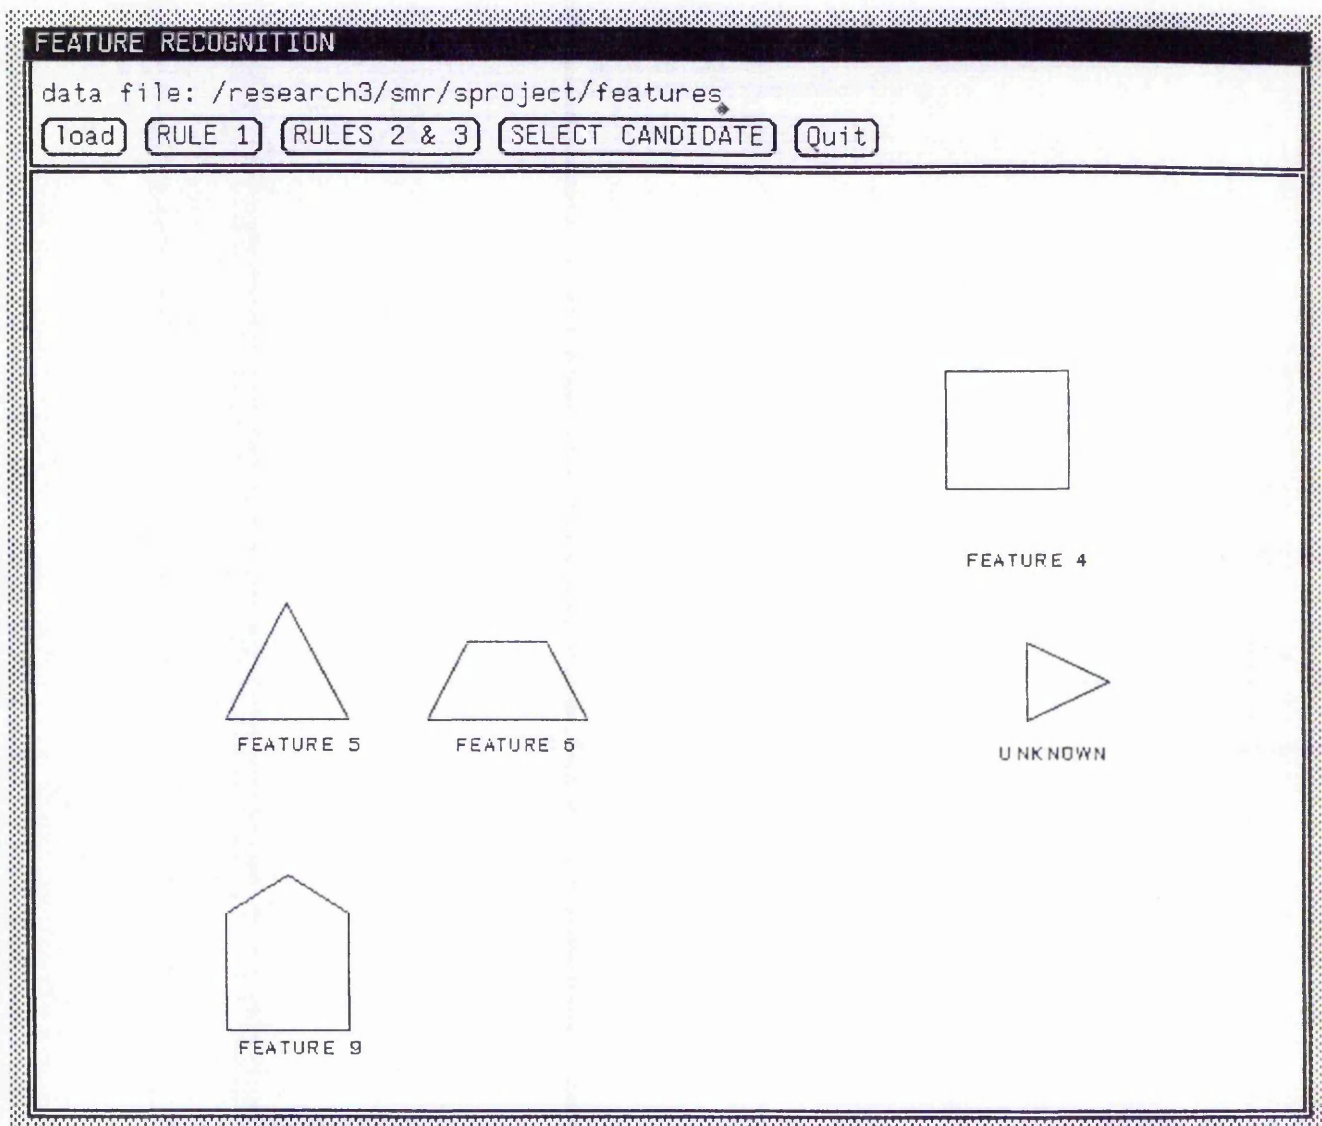 FEATURE RECOGNITION
data file: /research3/smr/sproject/features
load RULE 1 RULES 2 & 3 SELECT CANDIDATE Quit
FEATURE 4
FEATURE 5 FEATURE 6
UNKNOWN
FEATURE 9